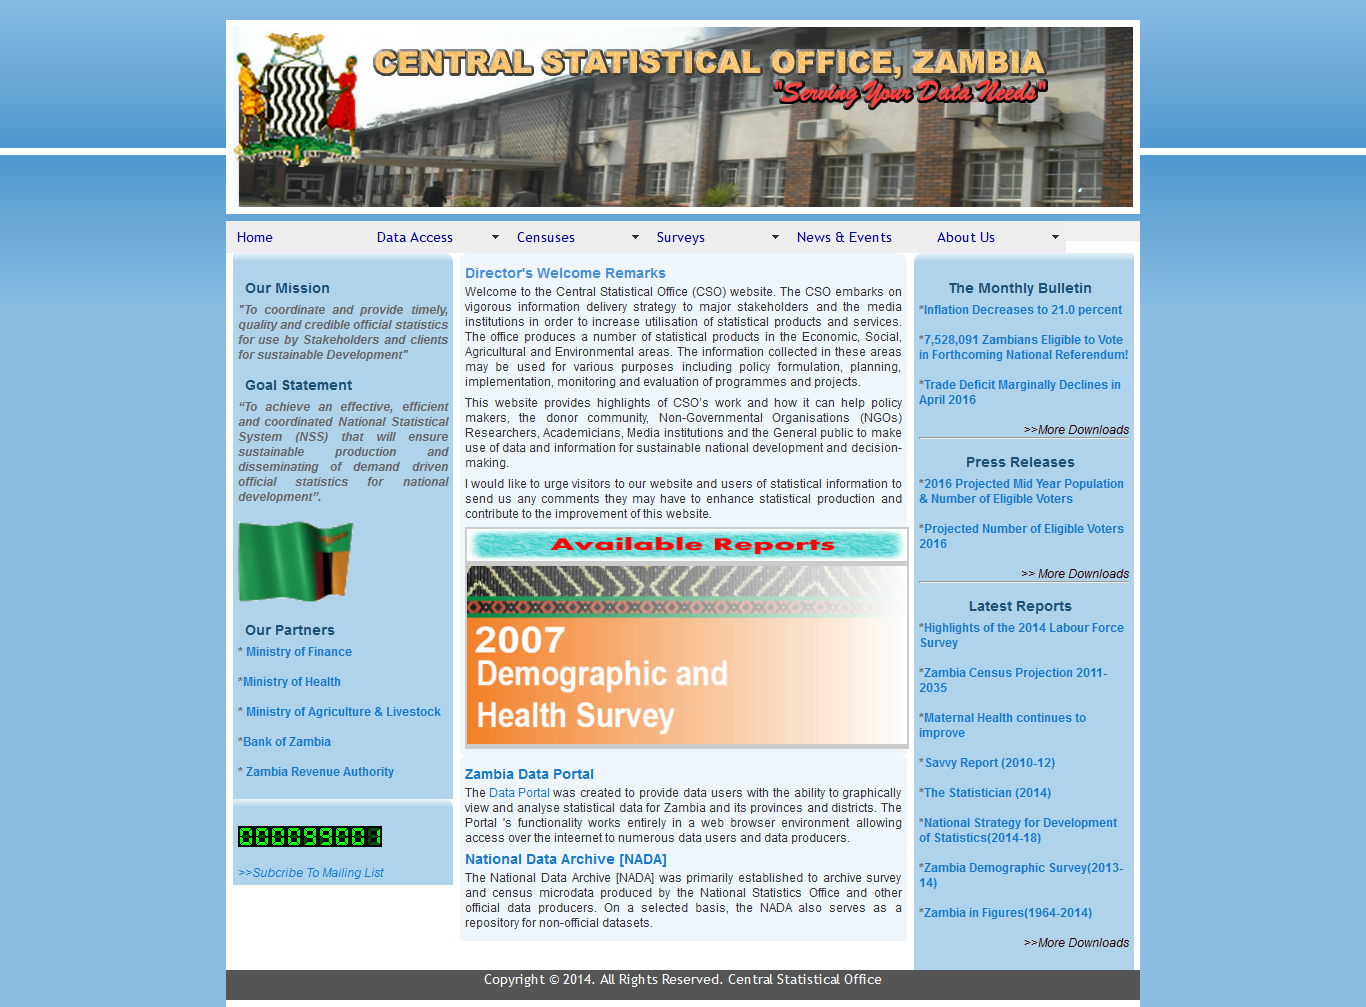 CENTRAL STATISTICAL OFFICE, ZAMBIA
"Serving Your Data Needs"
Home
Data Access
Censuses
Surveys
News & Events
About Us
Our Mission
"To coordinate and provide timely,
quality and credible official statistics
for use by Stakeholders and clients
for sustainable Development"
Goal Statement
“To achieve an effective, efficient
and coordinated National Statistical
System (NSS) that will ensure
sustainable production and
disseminating of demand driven
official statistics for national
development”.
Our Partners
* Ministry of Finance
*Ministry of Health
* Ministry of Agriculture & Livestock
*Bank of Zambia
* Zambia Revenue Authority
00009901
>>Subcribe To Mailing List
Director's Welcome Remarks
Welcome to the Central Statistical Office (CSO) website. The CSO embarks on
vigorous information delivery strategy to major stakeholders and the media
institutions in order to increase utilisation of statistical products and services.
The office produces a number of statistical products in the Economic, Social,
Agricultural and Environmental areas. The information collected in these areas
may be used for various purposes including policy formulation, planning,
implementation, monitoring and evaluation of programmes and projects.
This website provides highlights of CSO’s work and how it can help policy
makers, the donor community, Non-Governmental Organisations (NGOs)
Researchers, Academicians, Media institutions and the General public to make
use of data and information for sustainable national development and decision-
making.
I would like to urge visitors to our website and users of statistical information to
send us any comments they may have to enhance statistical production and
contribute to the improvement of this website.
Available Reports
2007
Demographic and
Health Survey
Zambia Data Portal
The Data Portal was created to provide data users with the ability to graphically
view and analyse statistical data for Zambia and its provinces and districts. The
Portal 's functionality works entirely in a web browser environment allowing
access over the inteernet to numerous data users and data producers.
National Data Archive [NADA]
The National Data Archive [NADA] was primarily established to archive survey
and census microdata produced by the National Statistics Office and other
official data producers. On a selected basis, the NADA also serves as a
repository for non-official datasets.
The Monthly Bulletin
*Inflation Decreases to 21.0 percent
*7,528,091 Zambians Eligible to Vote
in Forthcoming National Referendum!
*Trade Deficit Marginally Declines in
April 2016
>>More Downloads
Press Releases
*2016 Projected Mid Year Population
& Number of Eligible Voters
*Projected Number of Eligible Voters
2016
>> More Downloads
Latest Reports
*Highlights of the 2014 Labour Force
Survey
*Zambia Census Projection 2011-
2035
*Maternal Health continues to
improve
*Savvy Report (2010-12)
*The Statistician (2014)
*National Strategy for Development
of Statistics(2014-18)
*Zambia Demographic Survey(2013-
14)
*Zambia in Figures(1964-2014)
>>More Downloads
Copyright © 2014. All Rights Reserved. Central Statistical Office